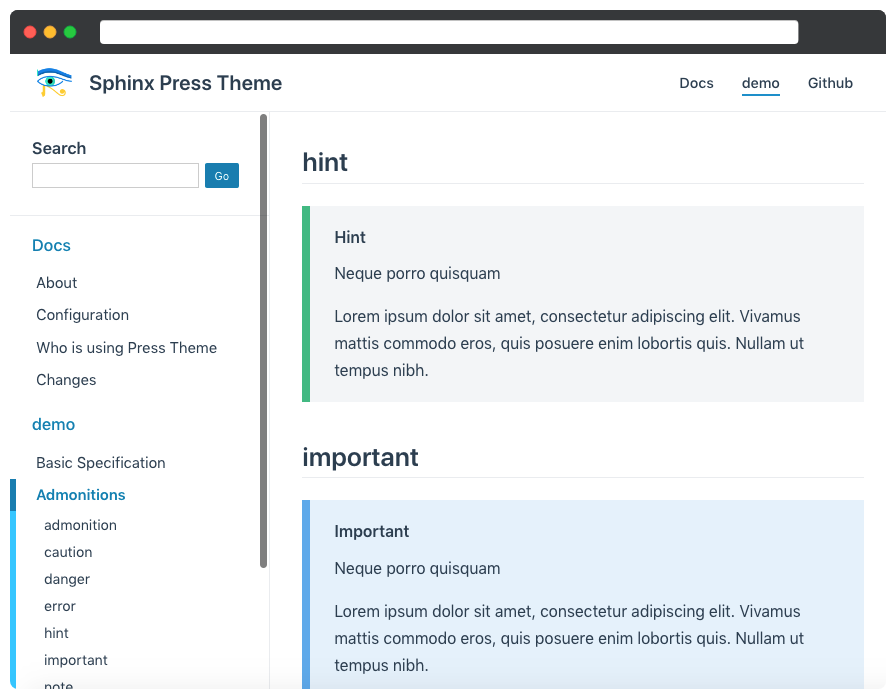 Sphinx Press Theme
Docs
demo
Github
Search
Go
Docs
About
Configuration
Who is using Press Theme
Changes
demo
Basic Specification
Admonitions
admonition
caution
danger
error
hint
important
note
hint
Hint
Neque porro quisquam
Lorem ipsum dolor sit amet, consectetur adipiscing elit. Vivamus
mattis commodo eros, quis posuere enim lobortis quis. Nullam ut
tempus nibh.
important
Important
Neque porro quisquam
Lorem ipsum dolor sit amet, consectetur adipiscing elit. Vivamus
mattis commodo eros, quis posuere enim lobortis quis. Nullam ut
tempus nibh.